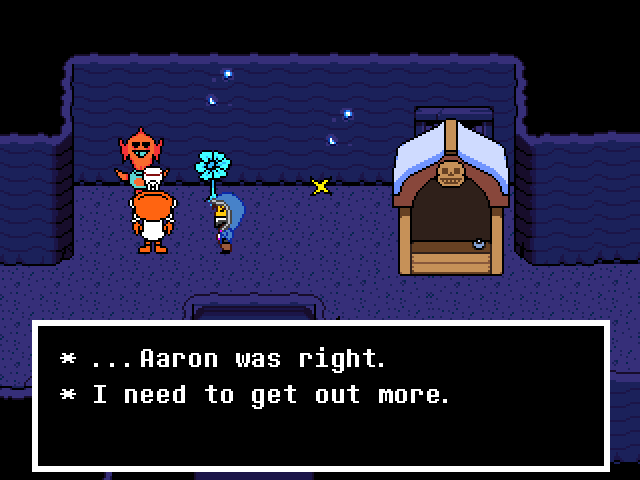 * ...Aaron was right.
* I need to get out more.